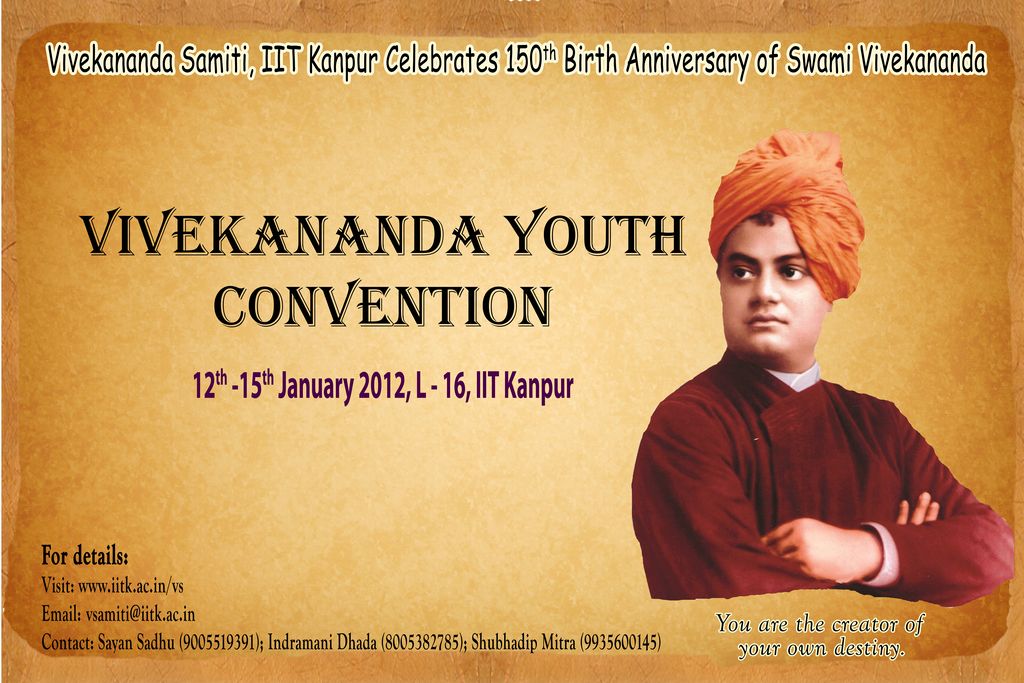 Vivekananda Samiti, IIT Kanpur Celebrates 150th Birth Anniversary of Swami Vivekananda
VIVEKANANDA YOUTH
CONVENTION
12th -15th January 2012, L - 16, IIT Kanpur
For details:
Visit: www.iitk.ac.in/vs
Email: vsamiti@iitk.ac.in
Contact: Sayan Sadhu (9005519391); Indramani Dhada (8005382785); Shubhadip Mitra (9935600145)
You are the creator of
your own destiny.